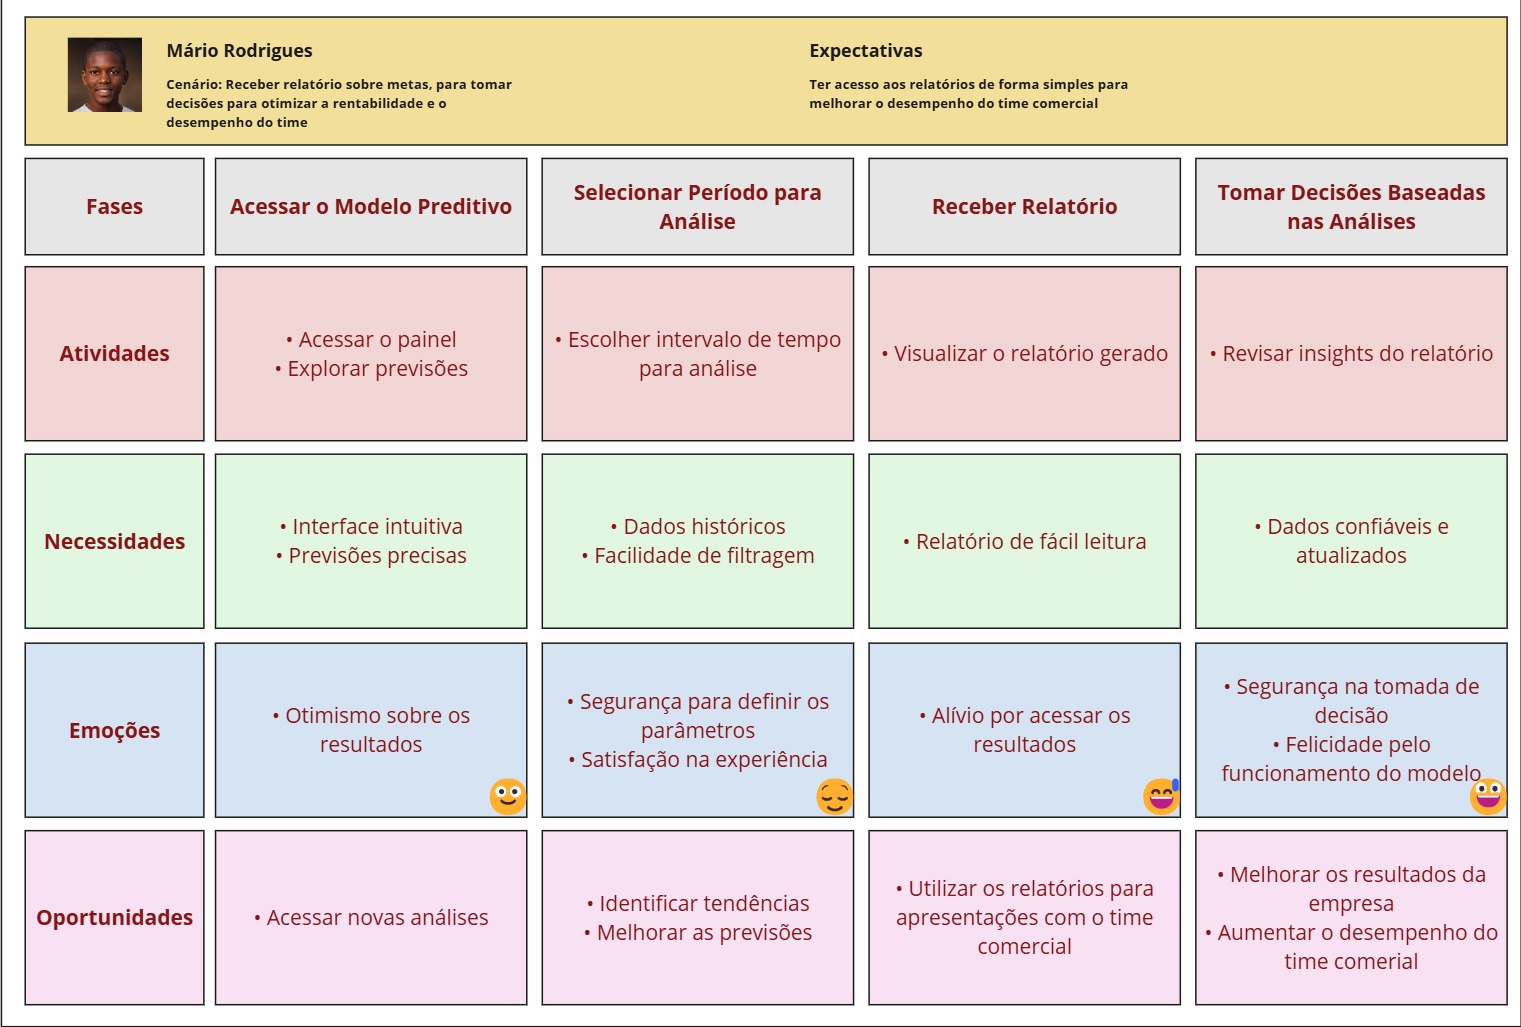 Mário Rodrigues
Cenário: Receber relatório sobre metas, para tomar
decisões para otimizar a rentabilidade e o
desempenho do time
Expectativas
Ter acesso aos relatórios de forma simples para
melhorar o desempenho do time comercial
Fases
Acessar o Modelo Preditivo
Selecionar Período para
Análise
Receber Relatório
Tomar Decisões Baseadas
nas Análises
Atividades
• Acessar o painel
• Explorar previsões
• Escolher intervalo de tempo
para análise
• Visualizar o relatório gerado
• Revisar insights do relatório
Necessidades
• Interface intuitiva
• Previsões precisas
• Dados históricos
• Facilidade de filtragem
• Relatório de fácil leitura
• Dados confiáveis e
atualizados
Emoções
• Otimismo sobre os
resultados
• Segurança para definir os
parâmetros
• Satisfação na experiência
• Alívio por acessar os
resultados
• Segurança na tomada de
decisão
• Felicidade pelo
funcionamento do modelo
Oportunidades
• Acessar novas análises
• Identificar tendências
• Melhorar as previsões
• Utilizar os relatórios para
apresentações com o time
comercial
• Melhorar os resultados da
empresa
• Aumentar o desempenho do
time comerial